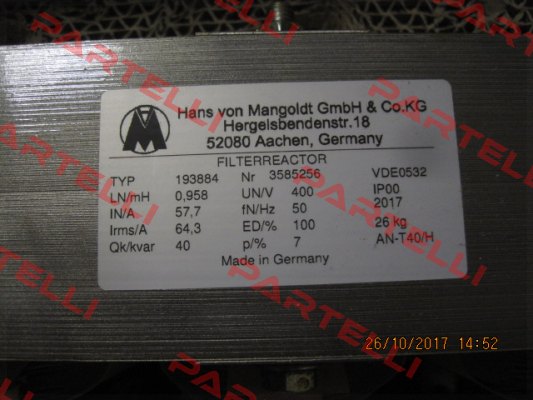 Hans von Mangoldt GmbH & Co.KG
Hergelsbendenstr.18
52080 Aachen, Germany
FILTERREACTOR
TYP 193884 Nr 3585256 VDE0532
LN/mH 0,958 UN/V 400 IP00
IN/A 57,7 fN/Hz 50 2017
Irms/A 64,3 ED/% 100 26 kg
Qk/kvar 40 p/% 7 AN-T40/H
Made in Germany
26/10/2017 14:52
PARTELLI
PARTELLI
PARTELLI
PARTELLI
PARTELLI